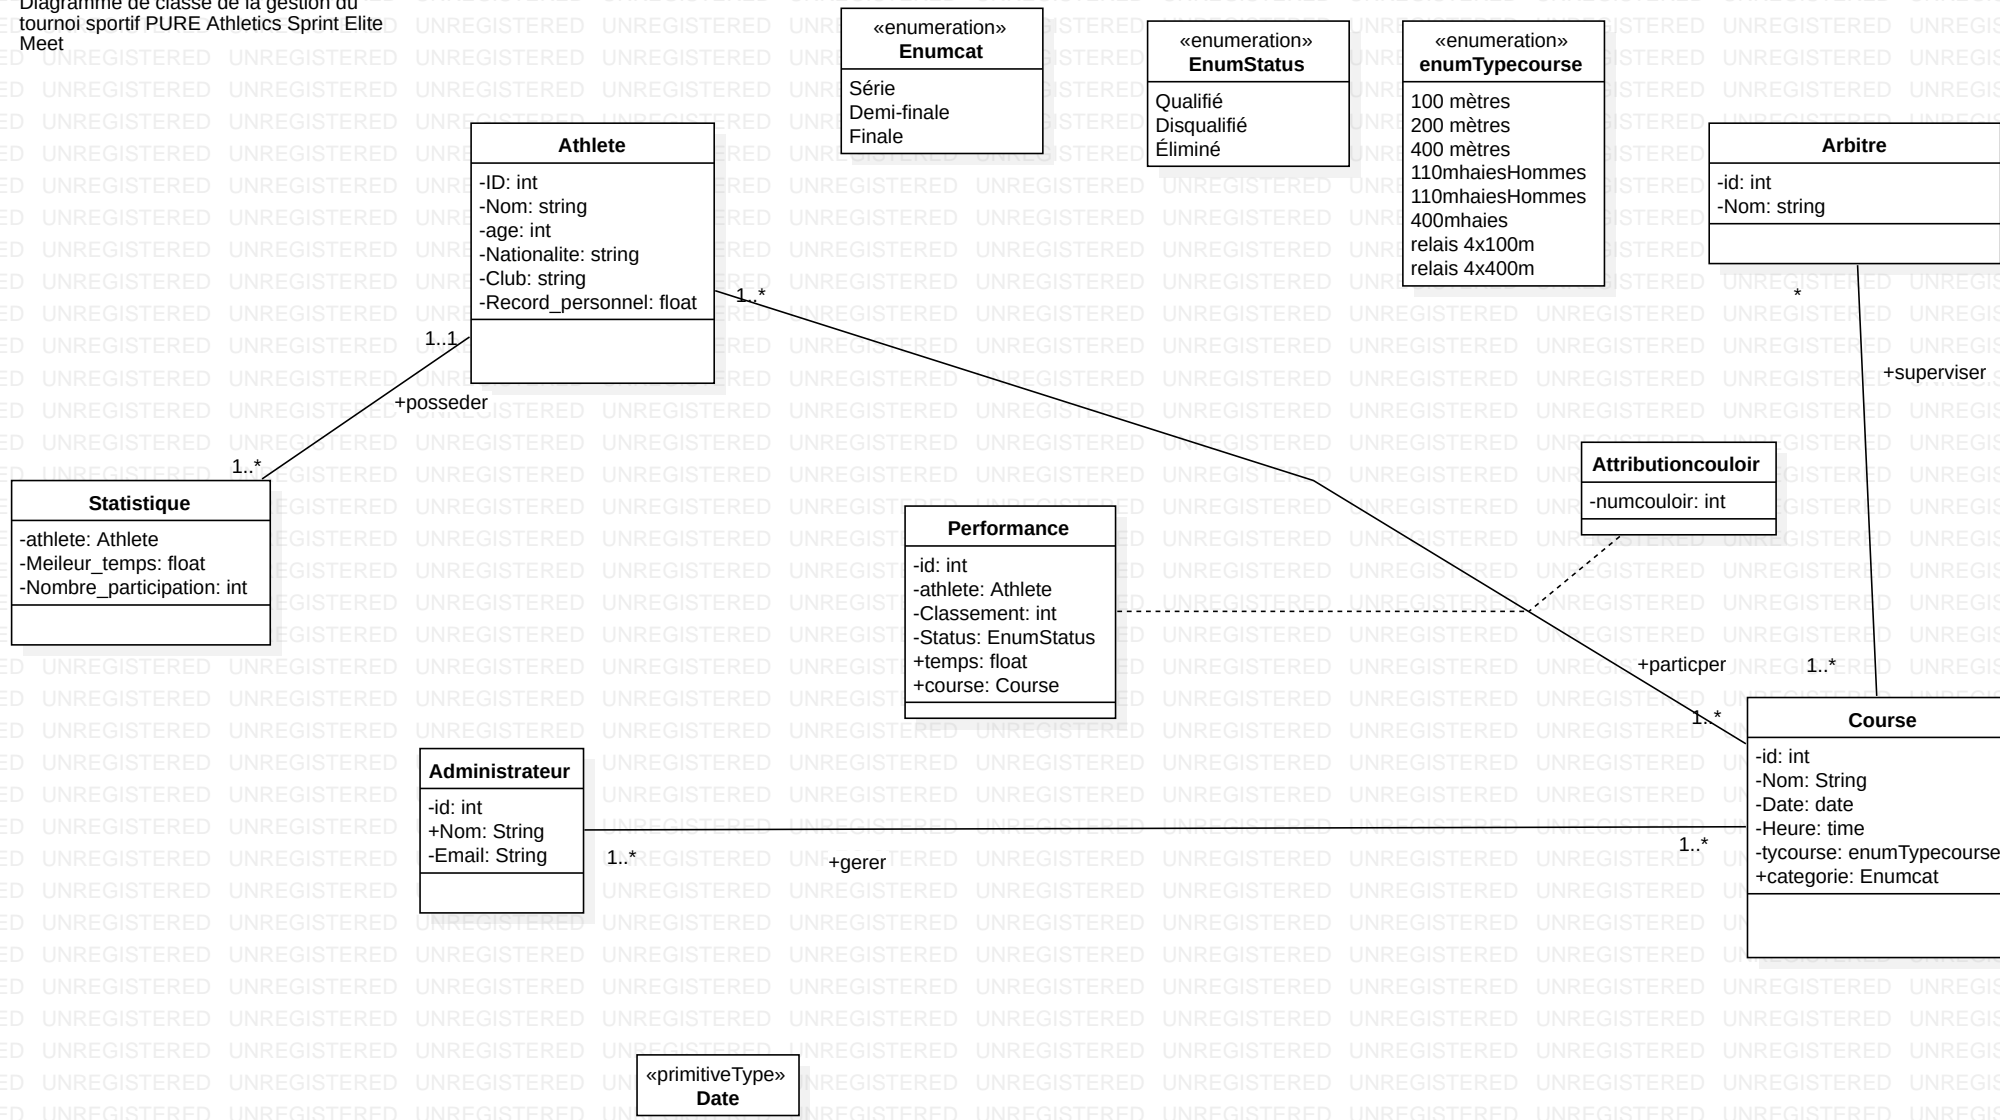 Diagramme de classe de la gestion du
tournoi sportif PURE Athletics Sprint Elite
Meet
«enumeration»
Enumcat
Série
Demi-finale
Finale
«enumeration»
EnumStatus
Qualifié
Disqualifié
Éliminé
«enumeration»
enumTypecourse
100 mètres
200 mètres
400 mètres
110mhaiesHommes
110mhaiesHommes
400mhaies
relais 4x100m
relais 4x400m
Athlete
-ID: int
-Nom: string
-age: int
-Nationalite: string
-Club: string
-Record_personnel: float
Arbitre
-id: int
-Nom: string
1..*
*
1..1
+posseder
1..*
+superviser
Statistique
-athlete: Athlete
-Meileur_temps: float
-Nombre_participation: int
Performance
-id: int
-athlete: Athlete
-Classement: int
-Status: EnumStatus
+temps: float
+course: Course
Attributioncouloir
-numcouloir: int
+particper
1..*
1..*
Course
-id: int
-Nom: String
-Date: date
-Heure: time
-tycourse: enumTypecourse
+categorie: Enumcat
Administrateur
-id: int
+Nom: String
-Email: String
1..*
+gerer
1..*
«primitiveType»
Date
UNREGISTERED